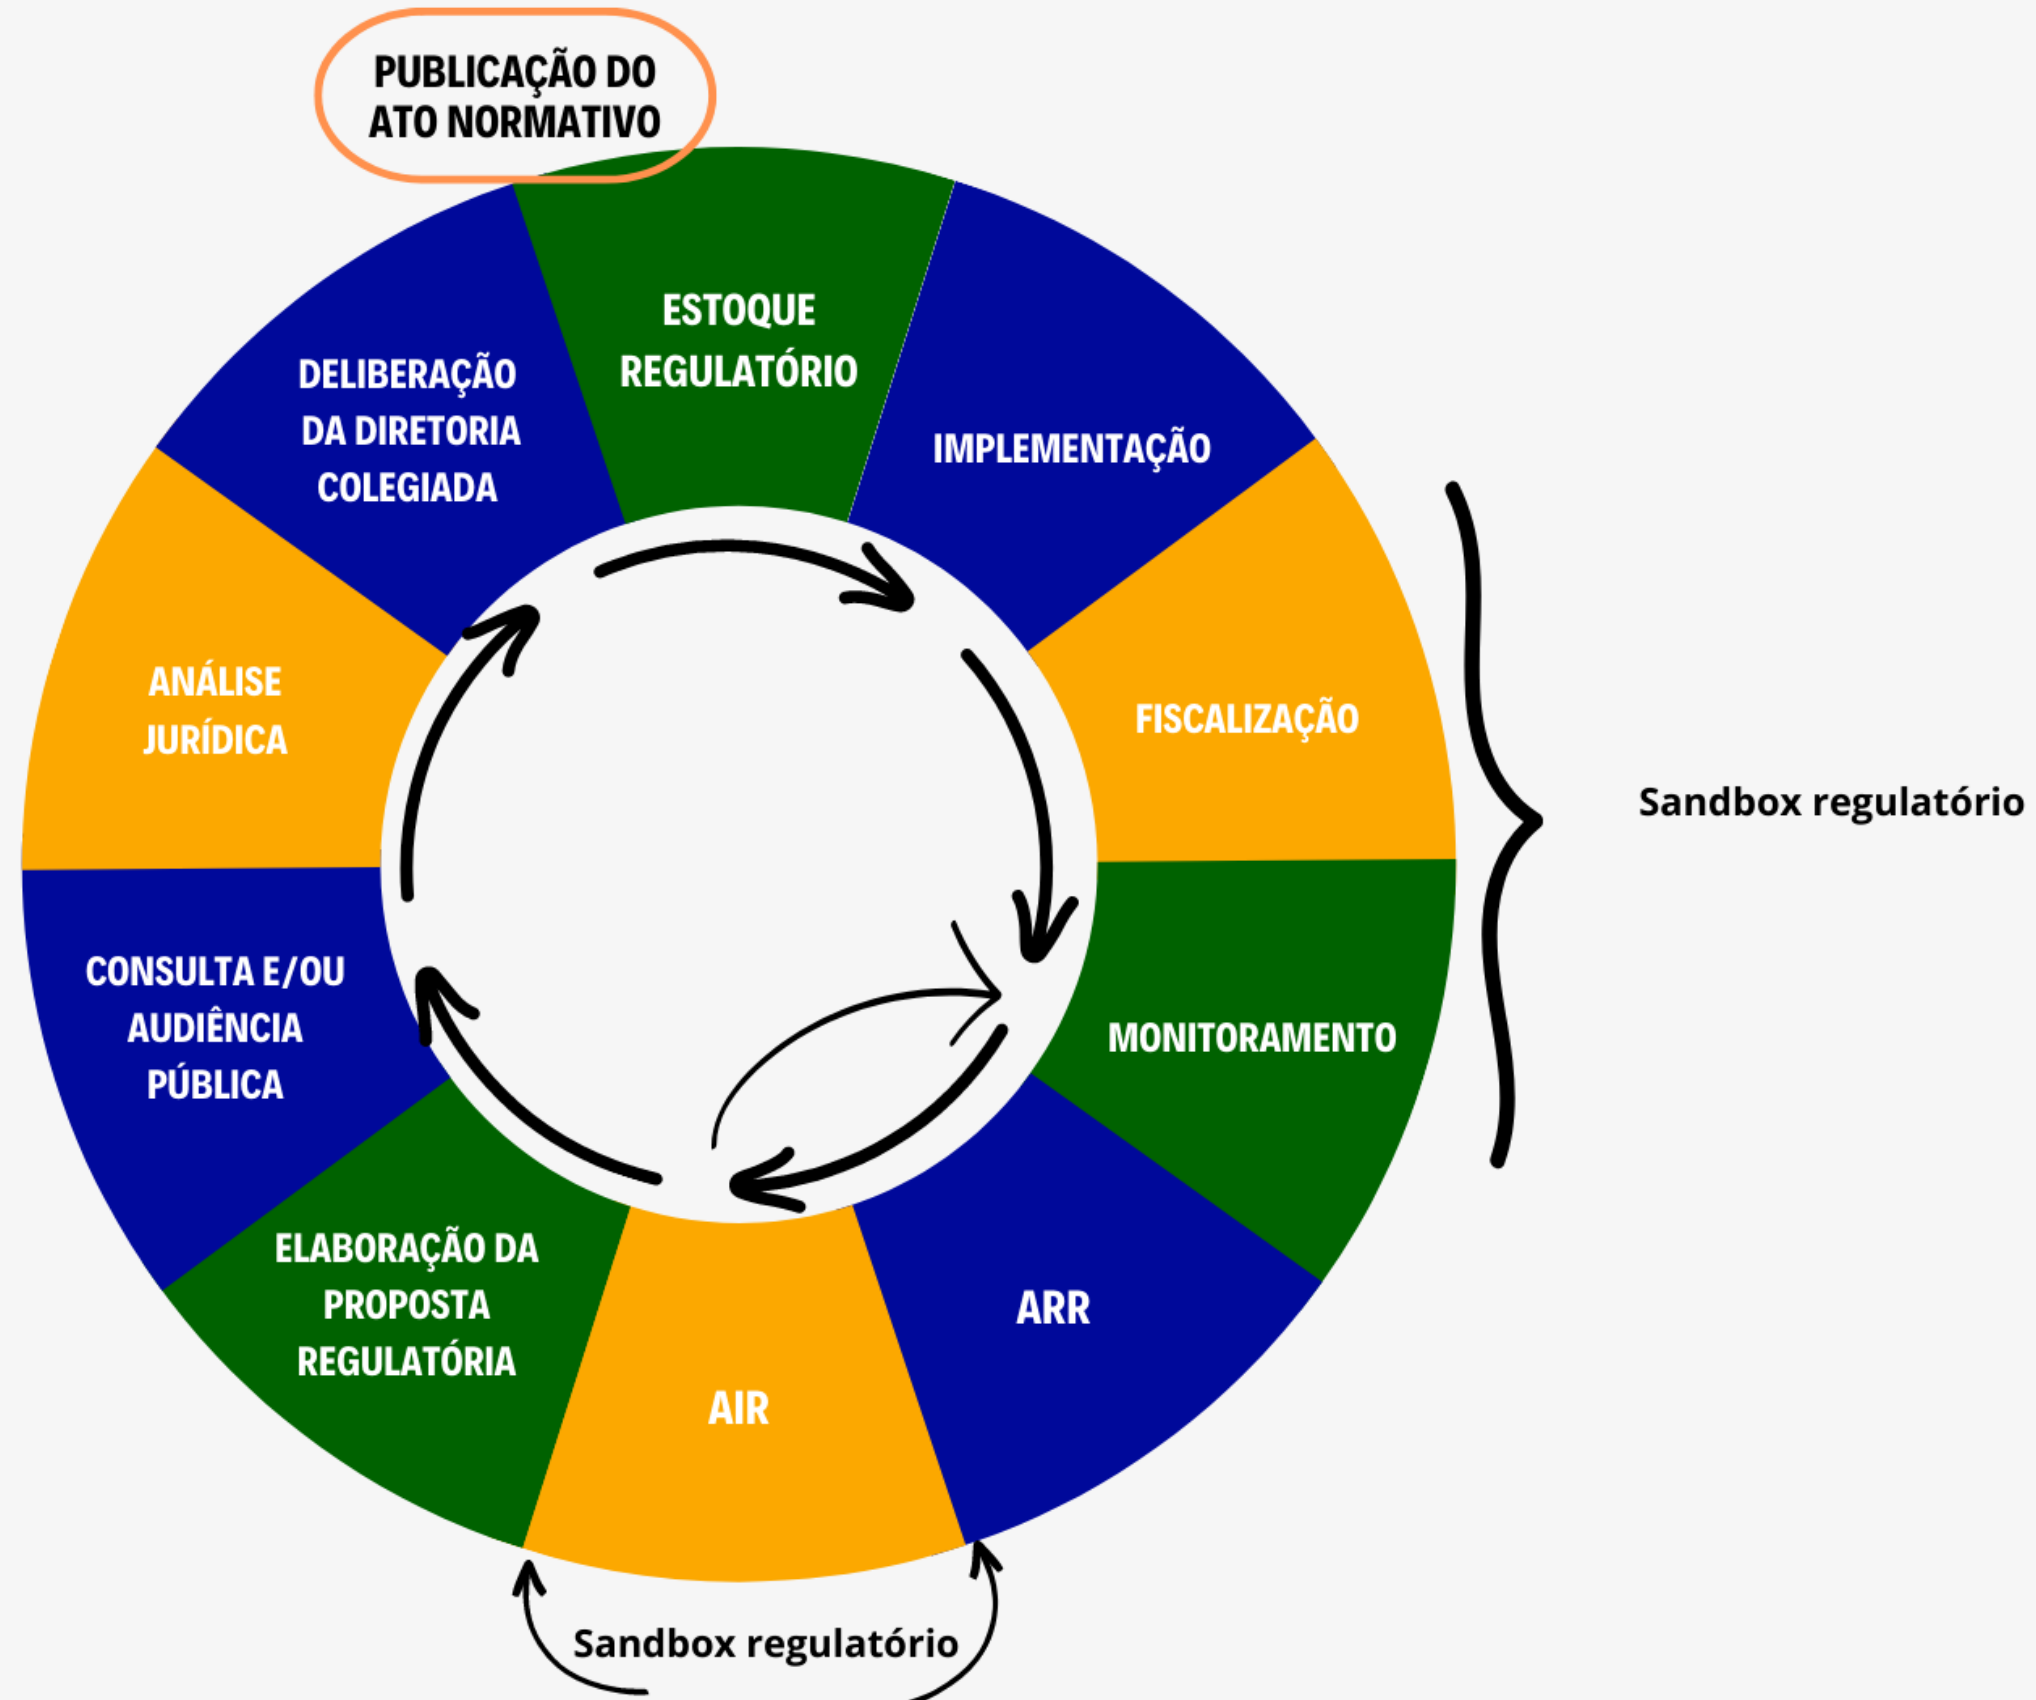 PUBLICAÇÃO DO
ATO NORMATIVO
ESTOQUE
REGULATÓRIO
IMPLEMENTAÇÃO
FISCALIZAÇÃO
MONITORAMENTO
ARR
AIR
ELABORAÇÃO DA
PROPOSTA
REGULATÓRIA
CONSULTA E/OU
AUDIÊNCIA
PÚBLICA
ANÁLISE
JURÍDICA
DELIBERAÇÃO
DA DIRETORIA
COLEGIADA
Sandbox regulatório
Sandbox regulatório